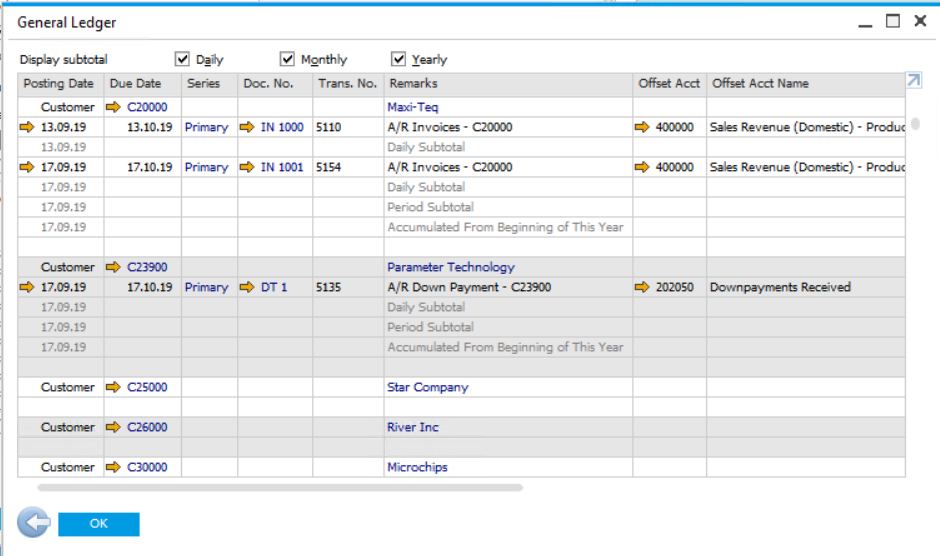 General Ledger
Display subtotal Daily Monthly Yearly
Posting Date Due Date Series Doc. No. Trans. No. Remarks Offset Acct Offset Acct Name
Customer C20000 Maxi-Teq
13.09.19 13.10.19 Primary IN 1000 5110 A/R Invoices - C20000 400000 Sales Revenue (Domestic) - Produc
13.09.19 Daily Subtotal
17.09.19 17.10.19 Primary IN 1001 5154 A/R Invoices - C20000 400000 Sales Revenue (Domestic) - Produc
17.09.19 Daily Subtotal
17.09.19 Period Subtotal
17.09.19 Accumulated From Beginning of This Year
Customer C23900 Parameter Technology
17.09.19 17.10.19 Primary DT 1 5135 A/R Down Payment - C23900 202050 Downpayments Received
17.09.19 Daily Subtotal
17.09.19 Period Subtotal
17.09.19 Accumulated From Beginning of This Year
Customer C25000 Star Company
Customer C26000 River Inc
Customer C30000 Microchips
OK